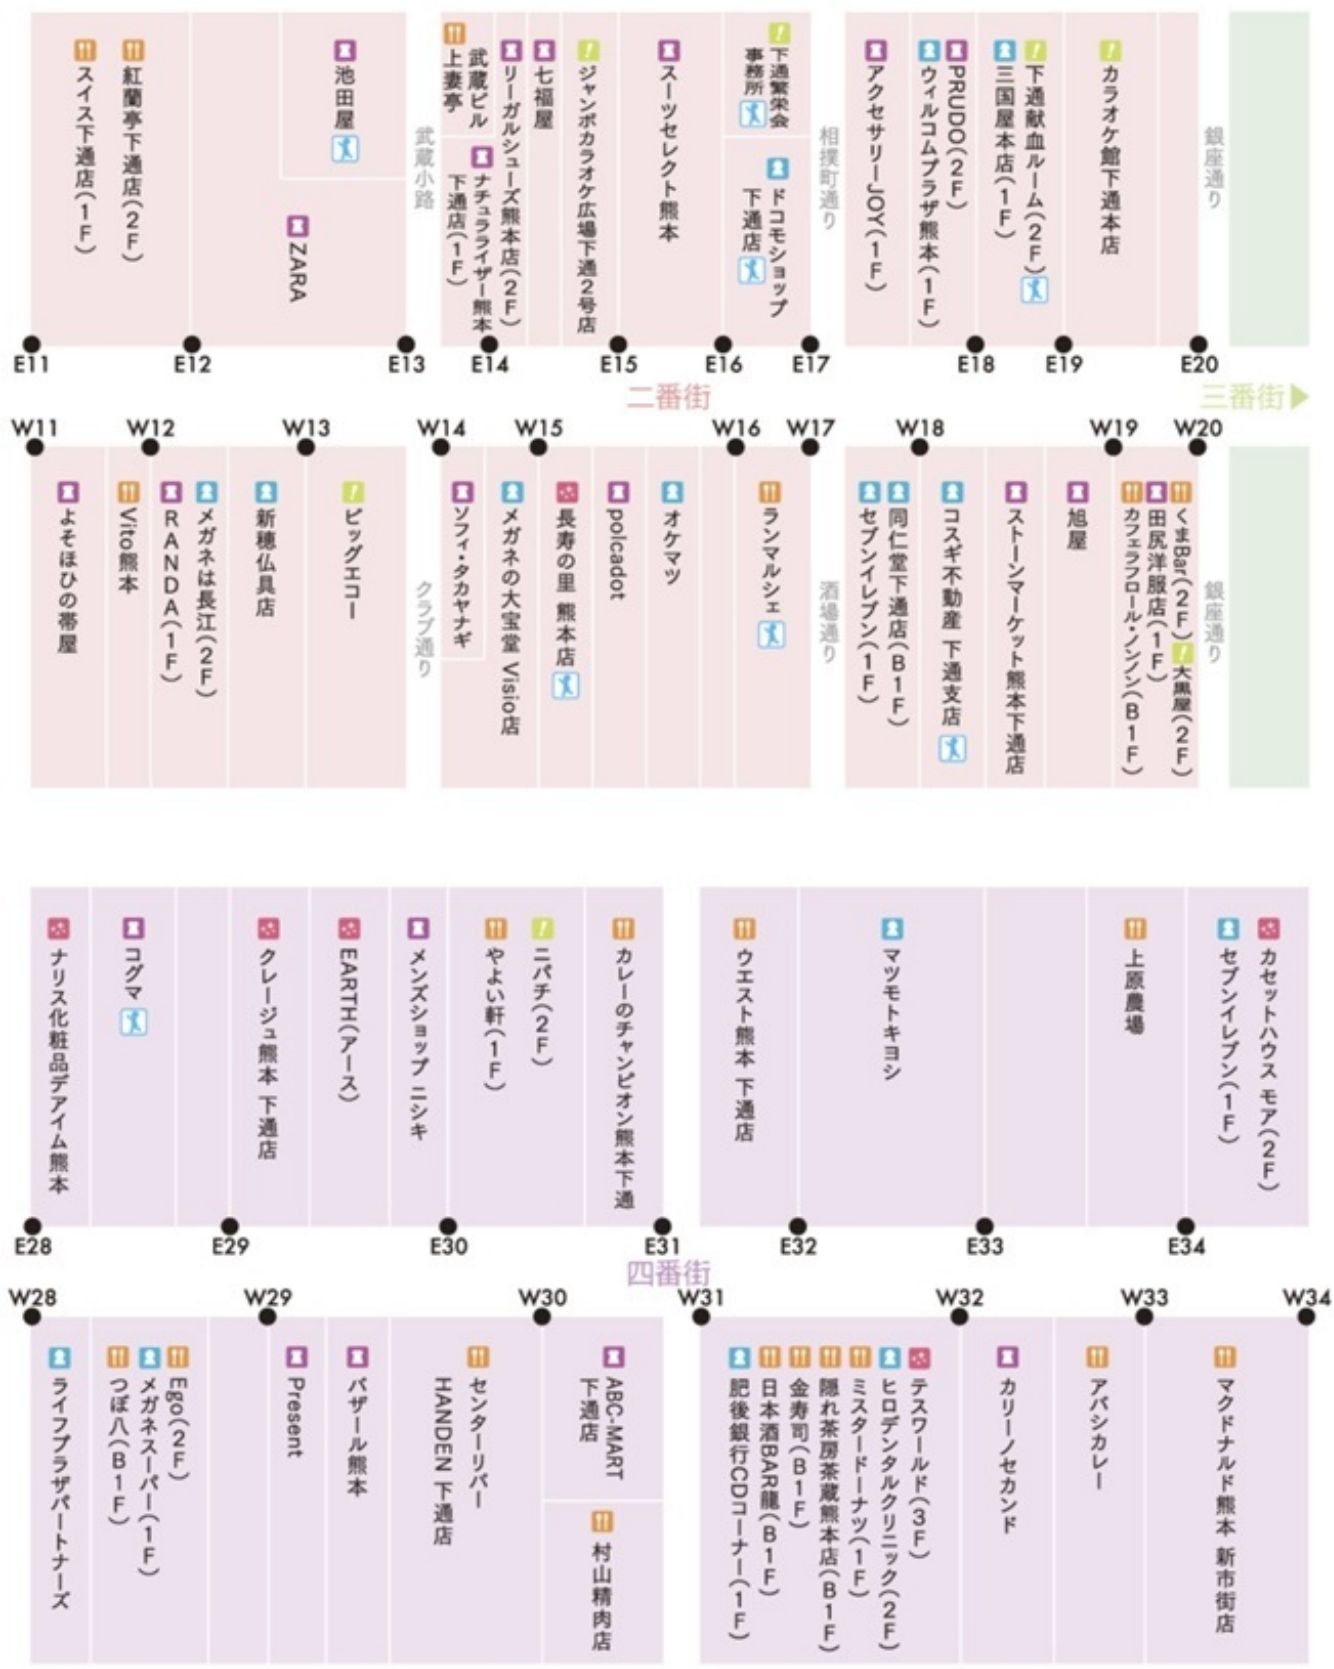 スイス下通店(1F)
紅蘭亭下通店(2F)
池田屋
ZARA
武蔵小路
上妻亭
武蔵ビル
ナチュラライザー熊本
下通店(1F)
リーガルシューズ熊本店(2F)
七福屋
ジャンボカラオケ広場下通2号店
スーツセレクト熊本
下通繁栄会
事務所
ドコモショップ
下通店
相撲町通り
アクセサリーJOY(1F)
ウィルコムプラザ熊本(1F)
PRUDO(2F)
三国屋本店(1F)
下通献血ルーム(2F)
カラオケ館下通本店
銀座通り
E11
E12
E13
E14
E15
E16
E17
E18
E19
E20
二番街
三番街▶
W11
W12
W13
W14
W15
W16
W17
W18
W19
W20
よそほひの帯屋
Vito熊本
RANDA(1F)
メガネは長江(2F)
新穂仏具店
ビッグエコー
クラブ通り
ソフィ・タカヤナギ
メガネの大宝堂 Visio店
長寿の里 熊本店
polcadot
オケマツ
ランマルシェ
酒場通り
セブンイレブン(1F)
同仁堂下通店(B1F)
コスギ不動産 下通支店
ストーンマーケット熊本下通店
旭屋
カフェラフロール・ノンノン(B1F)
田尻洋服店(1F)
くまBar(2F)
大黒屋(2F)
銀座通り
ナリス化粧品デアイム熊本
コグマ
クレージュ熊本 下通店
EARTH(アース)
メンズショップ ニシキ
やよい軒(1F)
ニパチ(2F)
カレーのチャンピオン熊本下通
ウエスト熊本 下通店
マツモトキヨシ
上原農場
セブンイレブン(1F)
カセットハウス モア(2F)
E28
E29
E30
E31
E32
E33
E34
四番街
W28
W29
W30
W31
W32
W33
W34
ライフプラザパートナーズ
つぼ八(B1F)
メガネスーパー(1F)
Ego(2F)
Present
バザール熊本
センターリバー
HANDEN 下通店
ABC-MART
下通店
村山精肉店
肥後銀行CDコーナー(1F)
日本酒BAR龍(B1F)
金寿司(B1F)
隠れ茶房茶蔵熊本店(B1F)
ミスタードーナツ(1F)
ヒロデンタルクリニック(2F)
テスワールド(3F)
カリーノセカンド
アバシカレー
マクドナルド熊本 新市街店